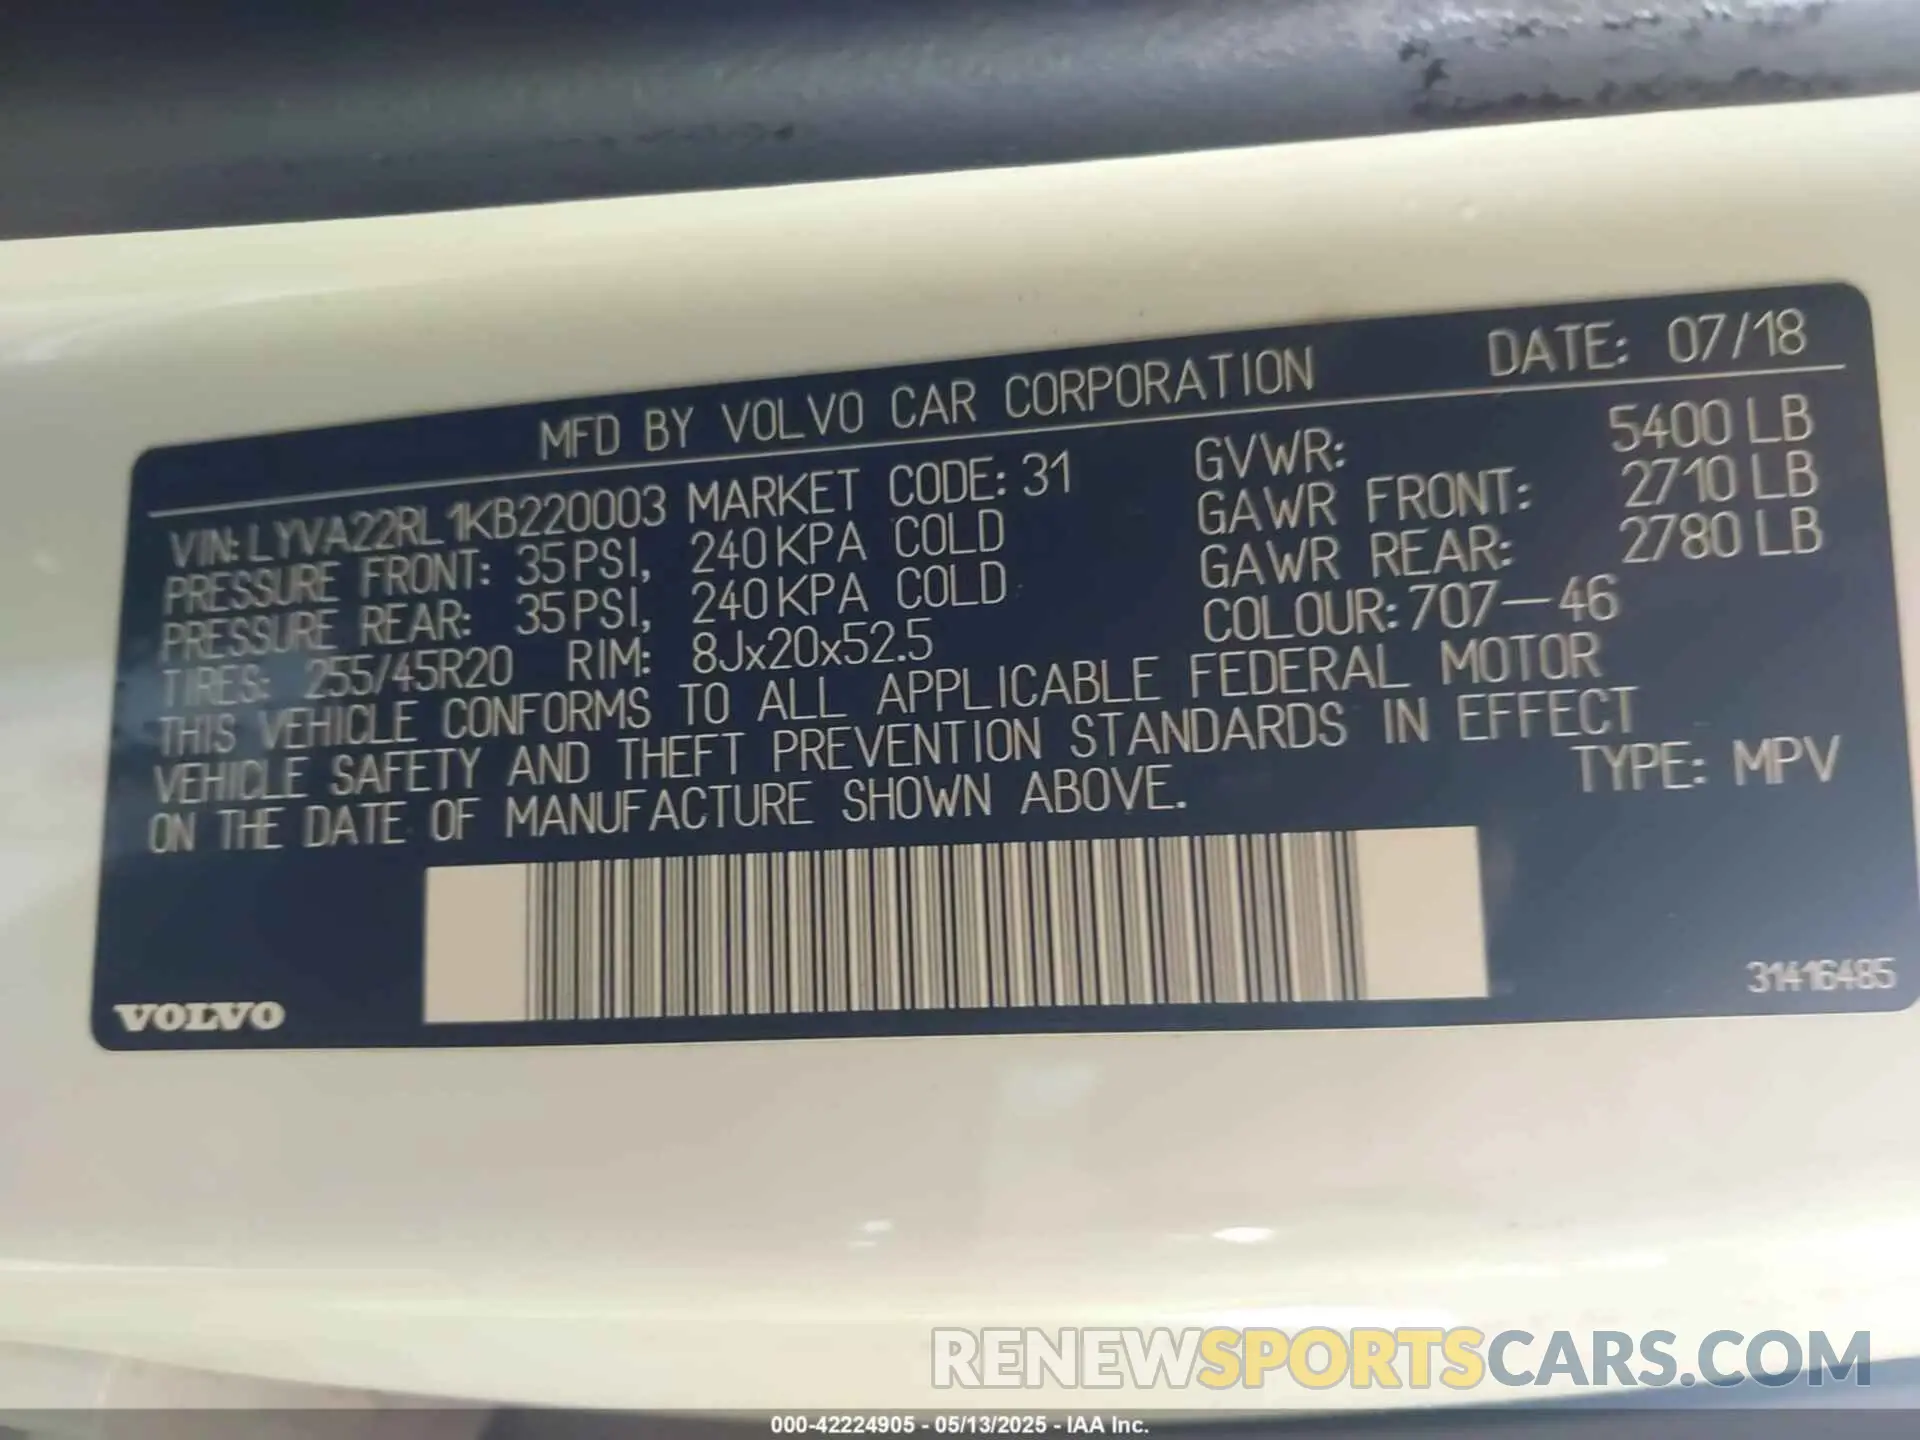 MFD BY VOLVO CAR CORPORATION DATE: 07/18
VIN: LYVA22RL1KB220003 MARKET CODE: 31 GVWR: 5400 LB
PRESSURE FRONT: 35PSI, 240KPA COLD GAWR FRONT: 2710 LB
PRESSURE REAR: 35PSI, 240KPA COLD GAWR REAR: 2780 LB
TIRES: 255/45R20 RIM: 8Jx20x52.5 COLOUR: 707-46
THIS VEHICLE CONFORMS TO ALL APPLICABLE FEDERAL MOTOR
VEHICLE SAFETY AND THEFT PREVENTION STANDARDS IN EFFECT
ON THE DATE OF MANUFACTURE SHOWN ABOVE. TYPE: MPV
31416485
VOLVO
RENEWSPORTSCARS.COM
000-42224905 - 05/13/2025 - IAA Inc.